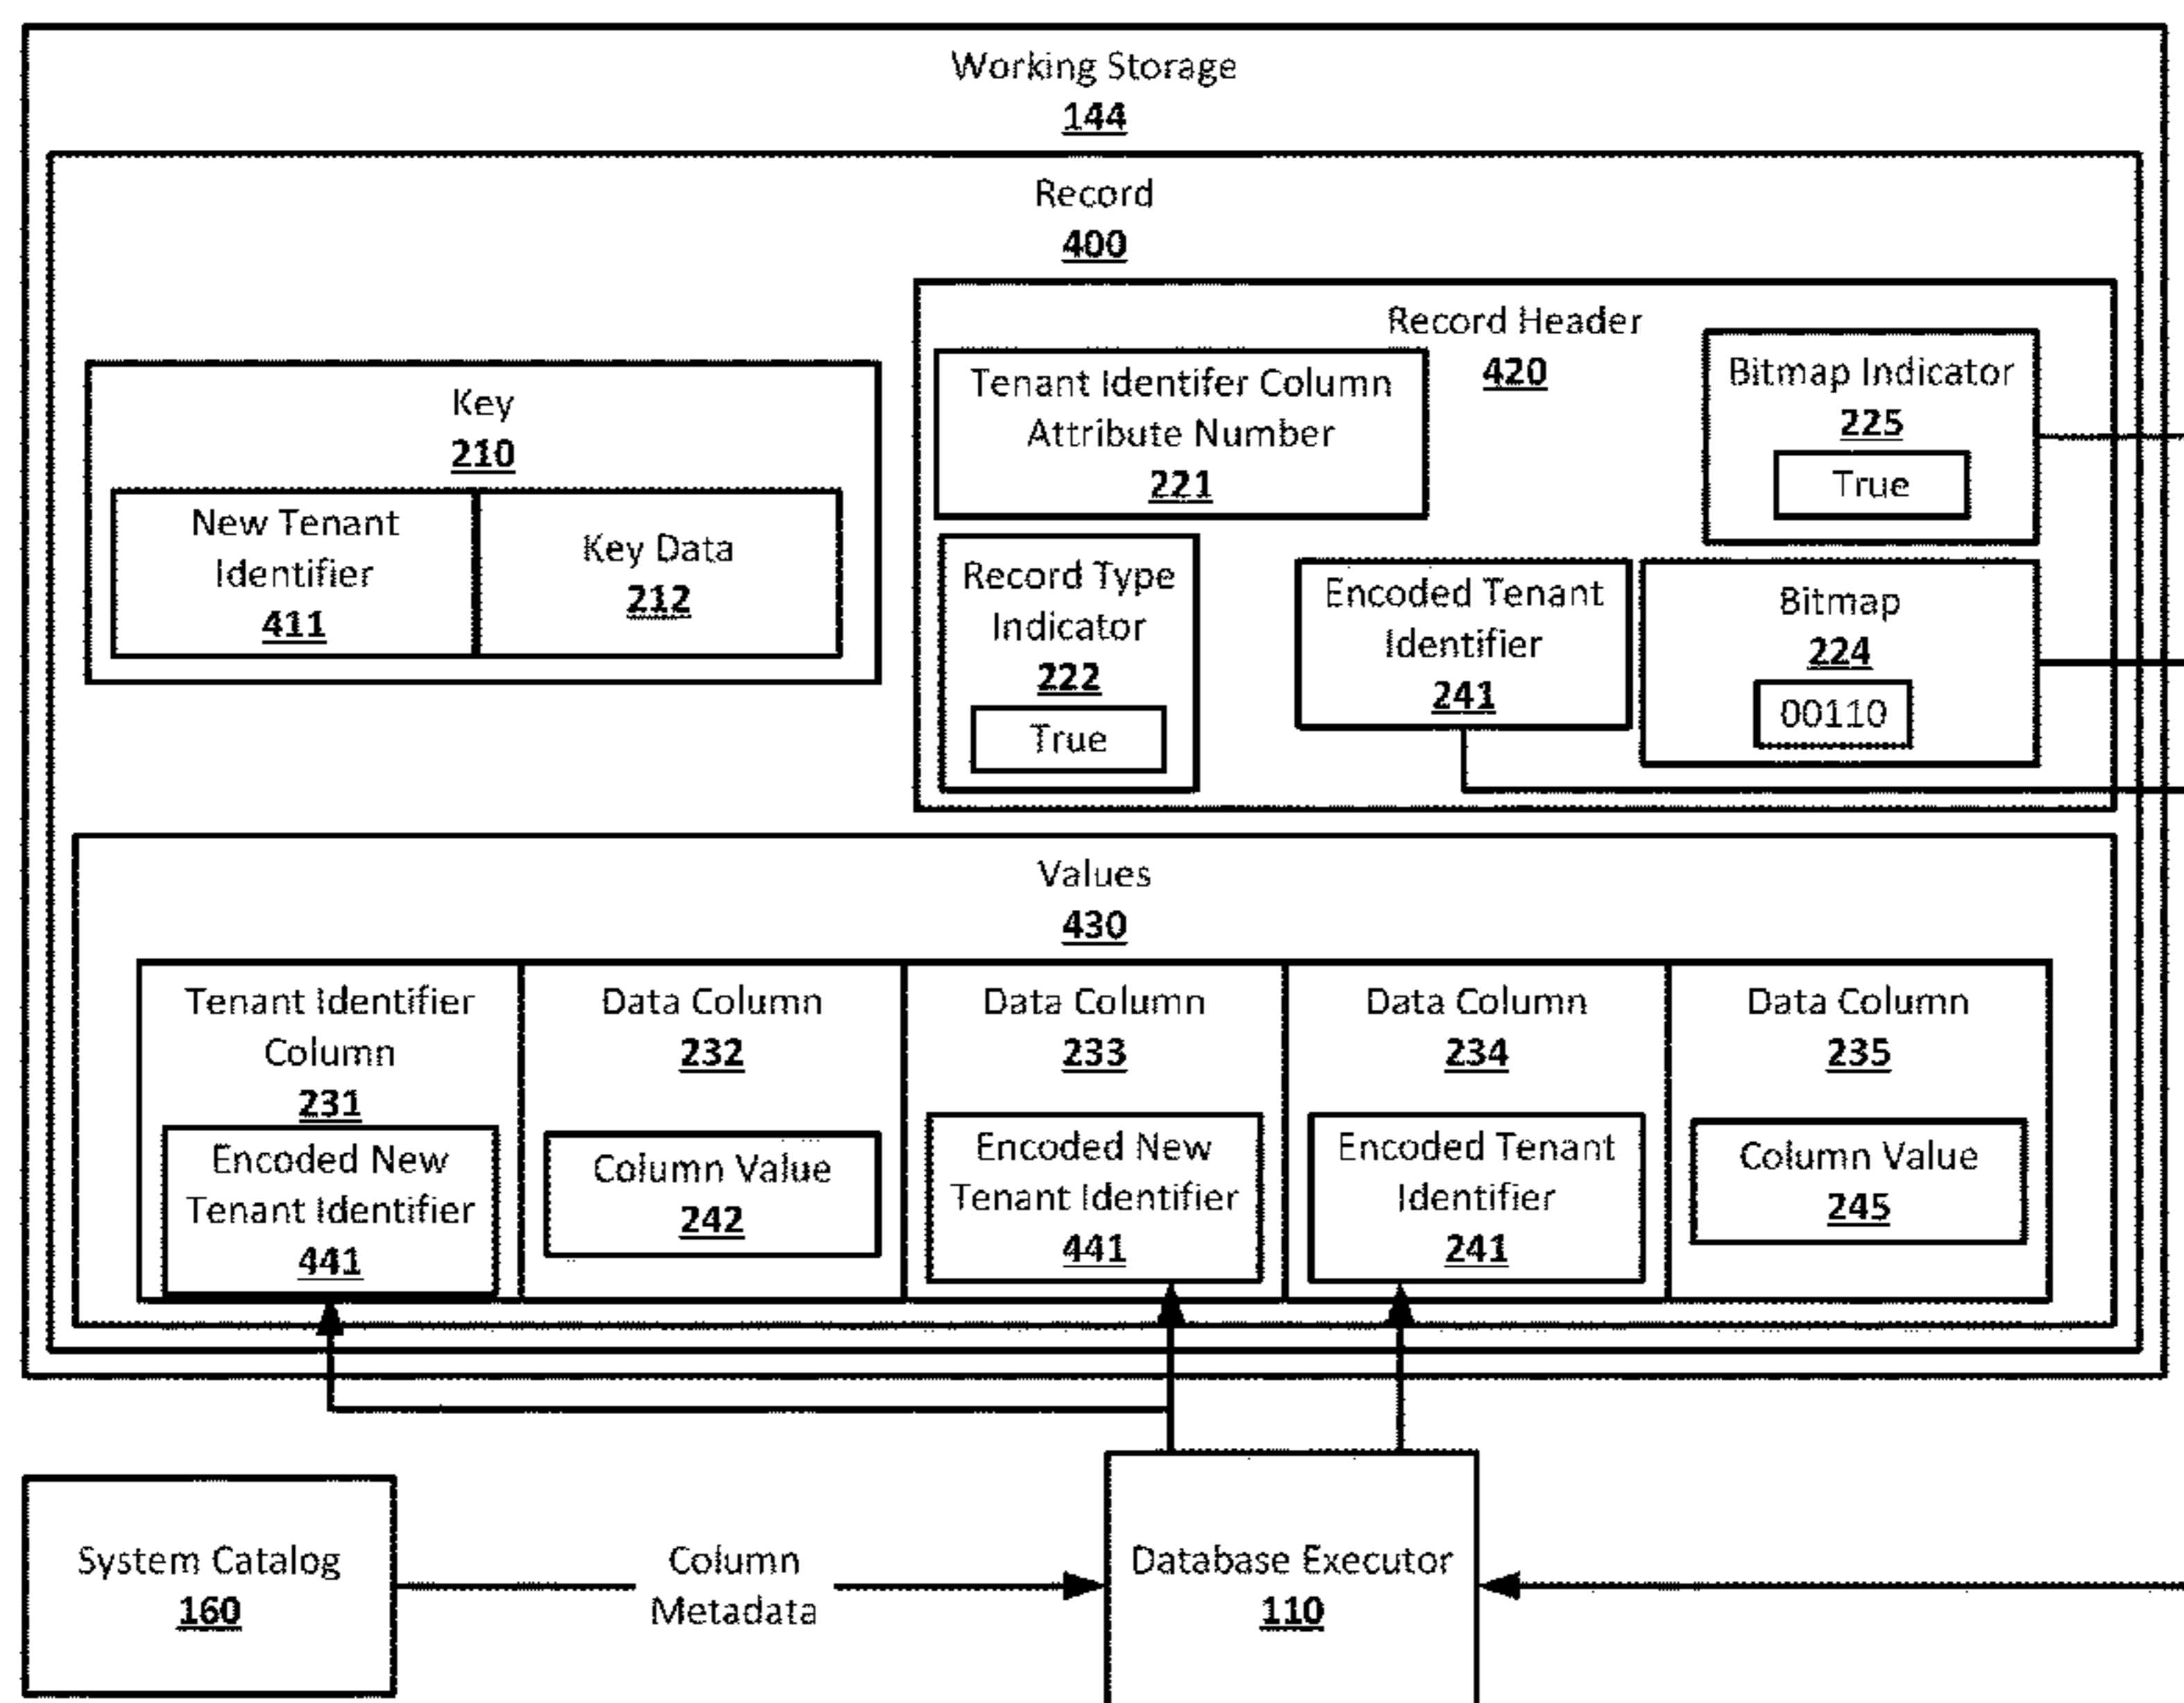 Working Storage
144
Record
400
Record Header
420
Key
210
New Tenant
Identifier
411
Key Data
212
Tenant Identifer Column
Attribute Number
221
Bitmap Indicator
225
True
Record Type
Indicator
222
True
Encoded Tenant
Identifier
241
Bitmap
224
00110
Values
430
Tenant Identifier
Column
231
Encoded New
Tenant Identifier
441
Data Column
232
Column Value
242
Data Column
233
Encoded New
Tenant Identifier
441
Data Column
234
Encoded Tenant
Identifier
241
Data Column
235
Column Value
245
System Catalog
160
Column
Metadata
Database Executor
110